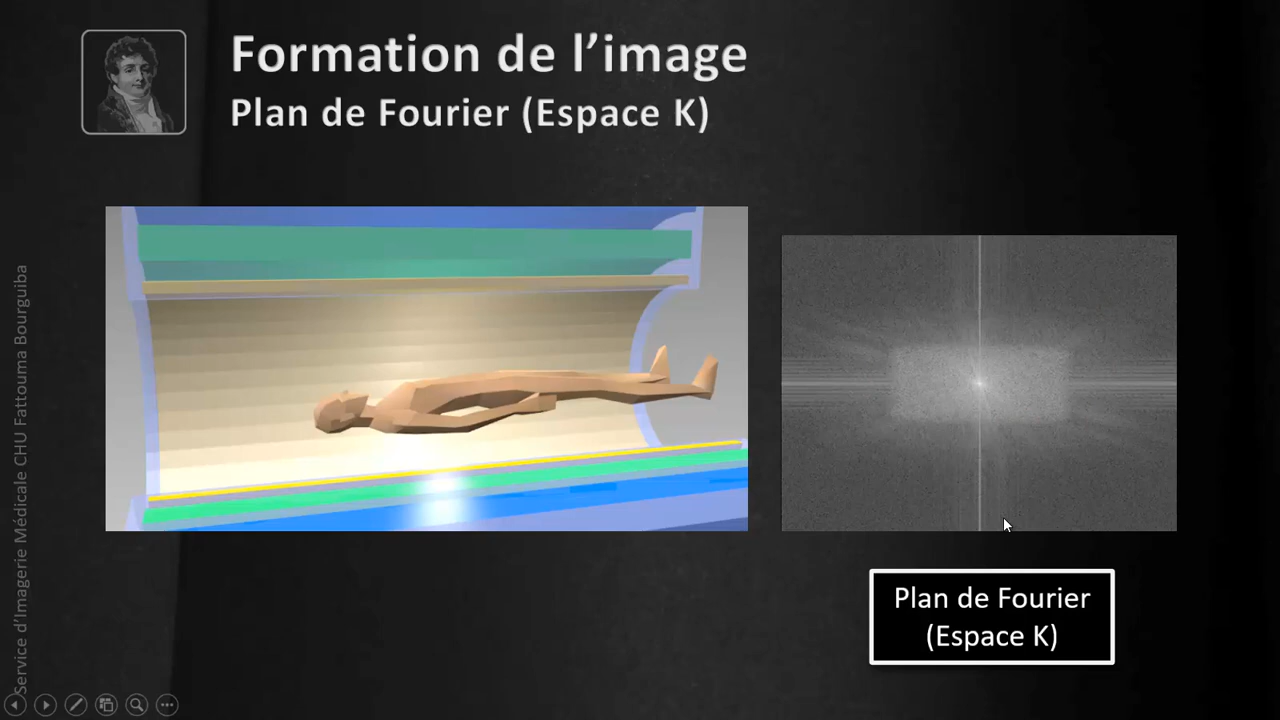 Formation de l’image
Plan de Fourier (Espace K)
Plan de Fourier
(Espace K)
Service d’Imagerie Médicale CHU Fattouma Bourguiba